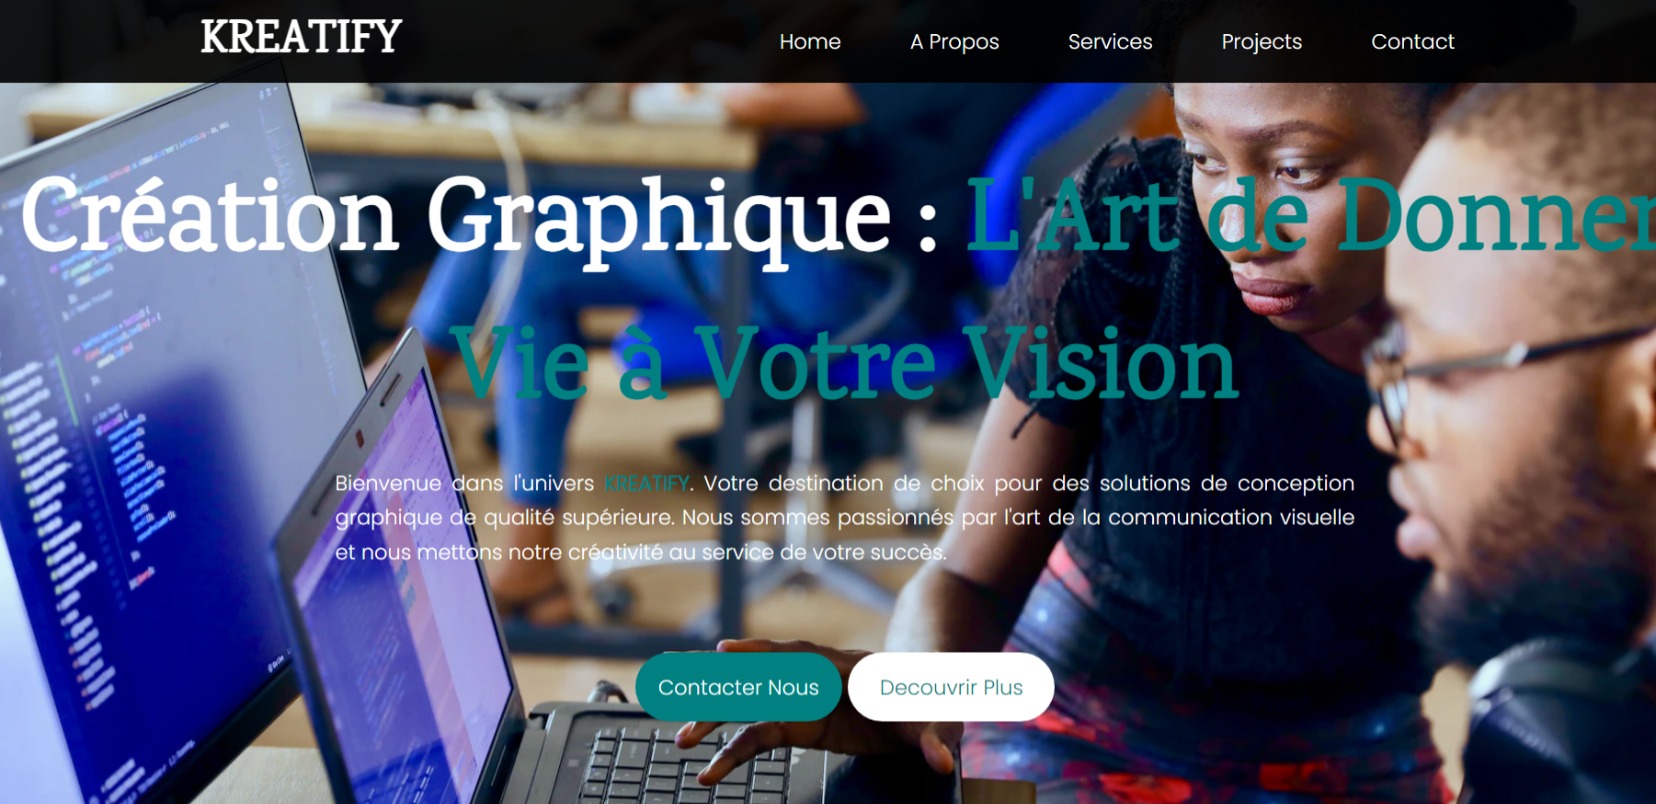 KREATIFY
Home A Propos Services Projects Contact
Création Graphique : L'Art de Donner
Vie à Votre Vision
Bienvenue dans l'univers KREATIFY. Votre destination de choix pour des solutions de conception
graphique de qualité supérieure. Nous sommes passionnés par l'art de la communication visuelle
et nous mettons notre créativité au service de votre succès.
Contacter Nous
Decouvrir Plus